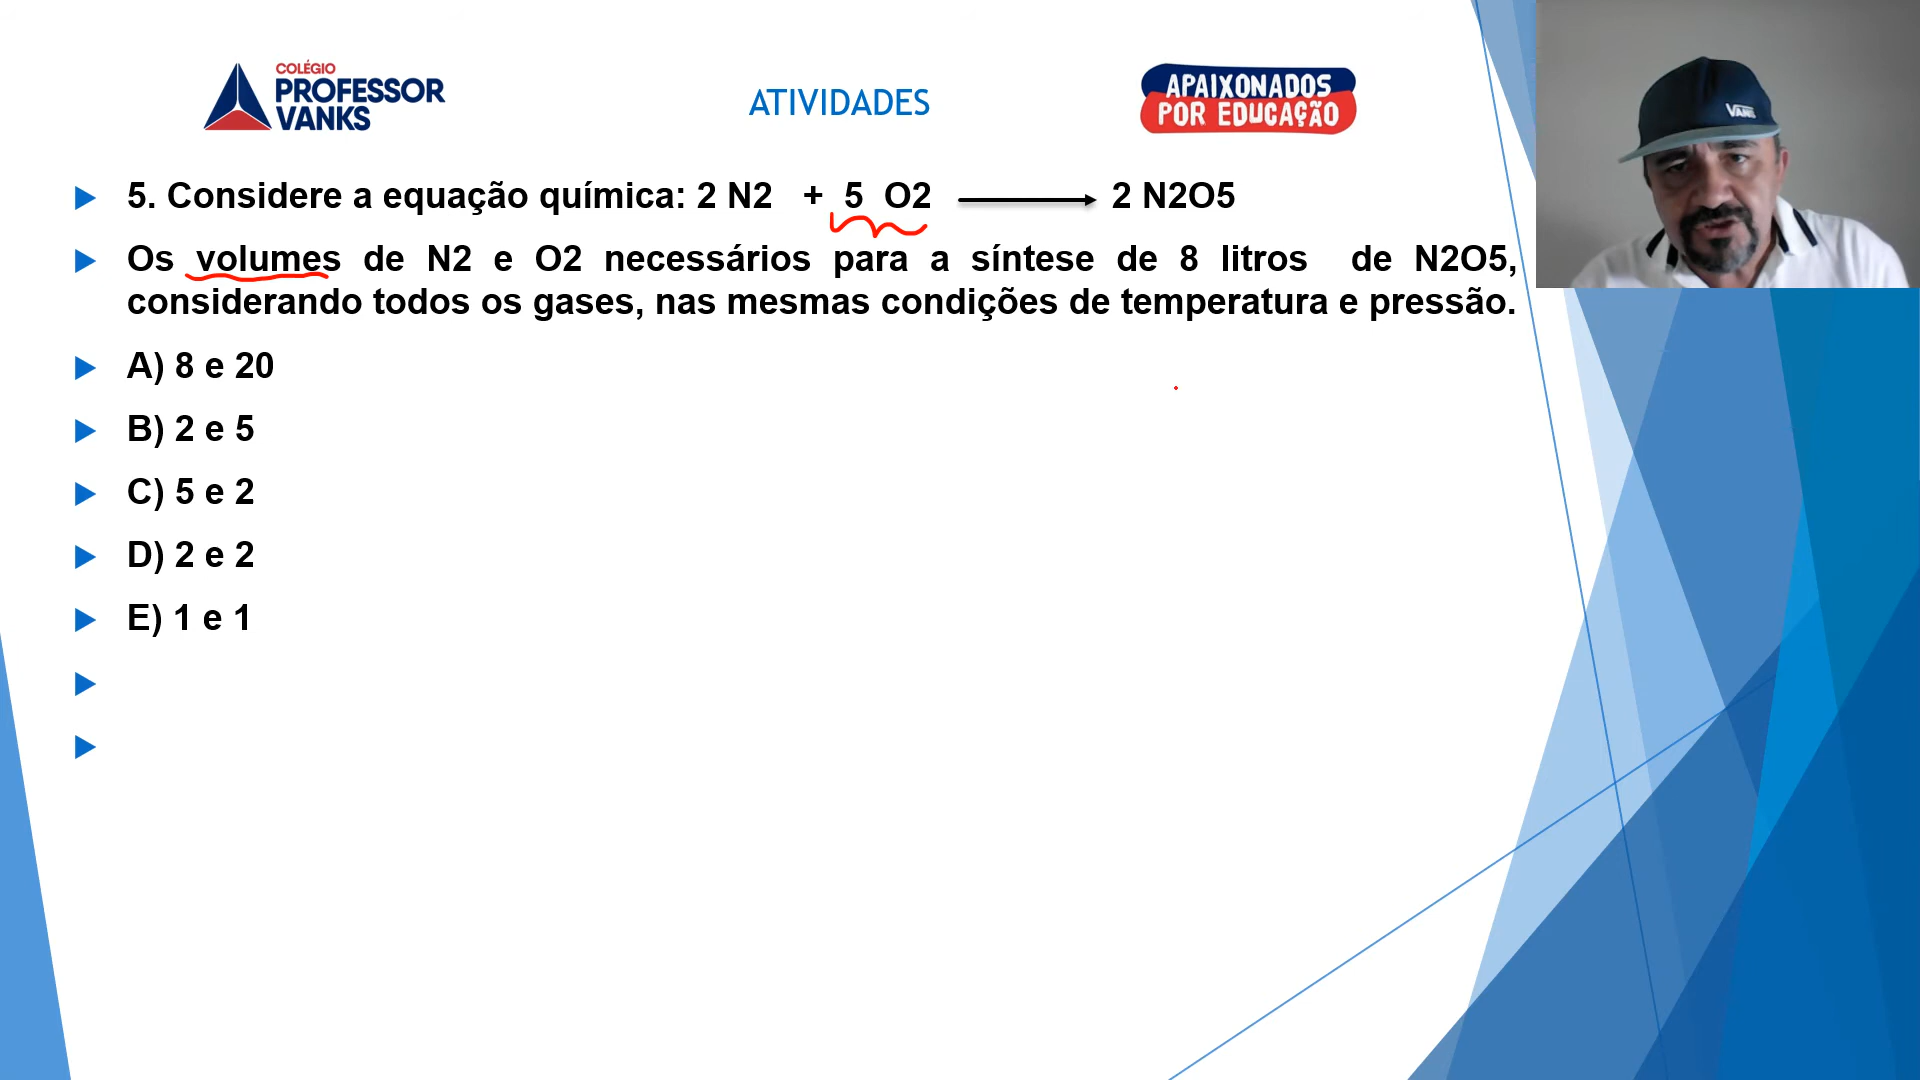 COLÉGIO
PROFESSOR
VANKS
ATIVIDADES
APAIXONADOS
POR EDUCAÇÃO
VANS
5. Considere a equação química: 2 N2 + 5 O2 → 2 N2O5
Os volumes de N2 e O2 necessários para a síntese de 8 litros de N2O5,
considerando todos os gases, nas mesmas condições de temperatura e pressão.
A) 8 e 20
B) 2 e 5
C) 5 e 2
D) 2 e 2
E) 1 e 1